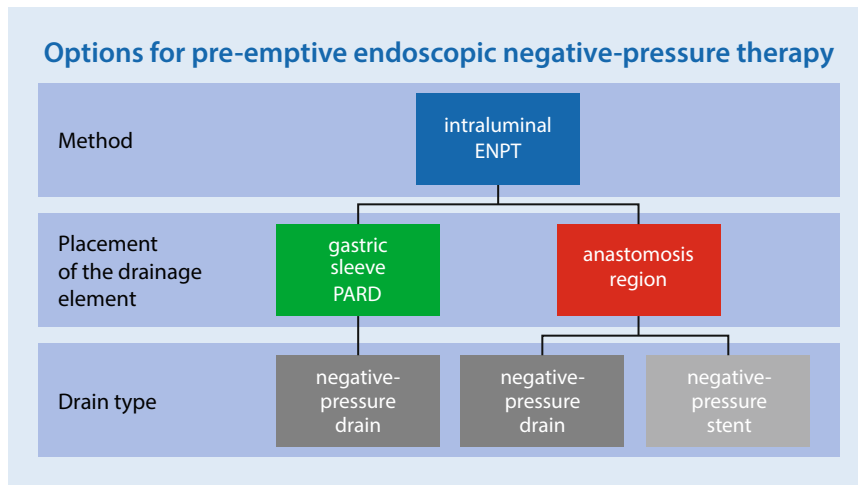 Options for pre-emptive endoscopic negative-pressure therapy
Method
intraluminal
ENPT
Placement
of the drainage
element
gastric
sleeve
PARD
anastomosis
region
Drain type
negative-
pressure
drain
negative-
pressure
drain
negative-
pressure
stent